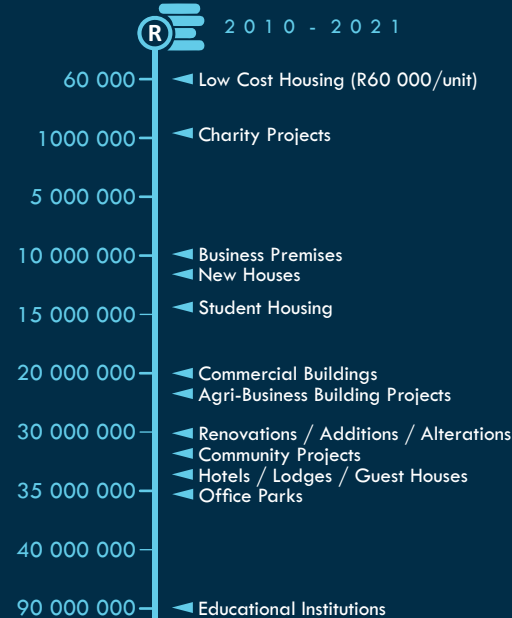 R 2010 - 2021
60 000 Low Cost Housing (R60 000/unit)
1000 000 Charity Projects
5 000 000
10 000 000 Business Premises
New Houses
15 000 000 Student Housing
20 000 000 Commercial Buildings
Agri-Business Building Projects
30 000 000 Renovations / Additions / Alterations
Community Projects
Hotels / Lodges / Guest Houses
35 000 000 Office Parks
40 000 000
90 000 000 Educational Institutions